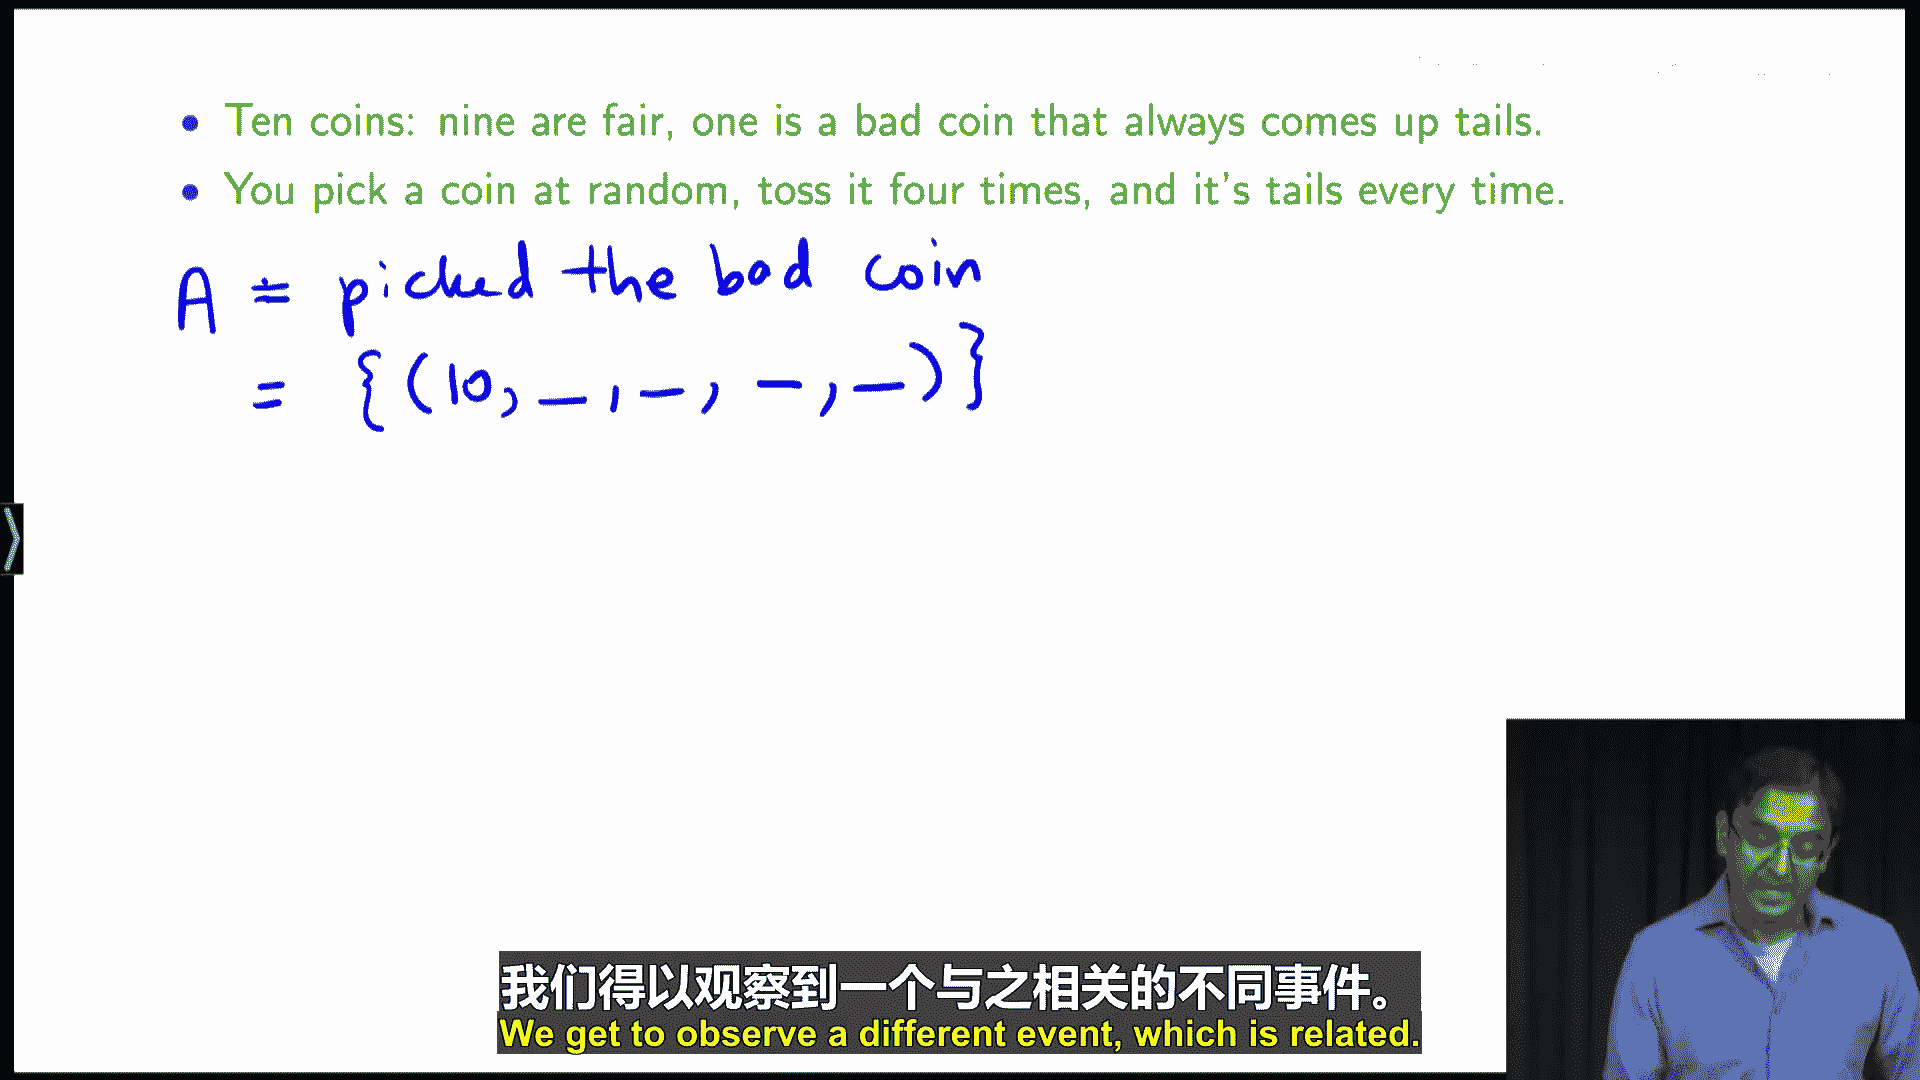 • Ten coins: nine are fair, one is a bad coin that always comes up tails.
• You pick a coin at random, toss it four times, and it's tails every time.
A = picked the bad coin
= {(10, _, _, _, _)}
我们得以观察到一个与之相关的不同事件。
We get to observe a different event, which is related.